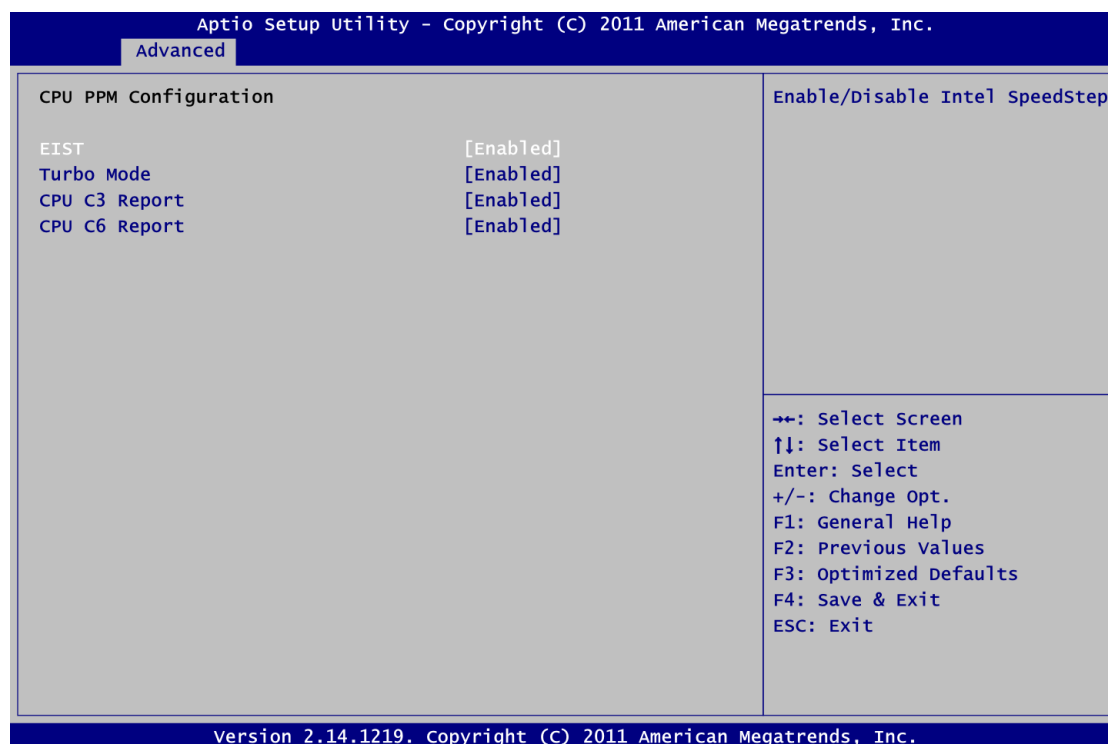 Aptio Setup Utility - Copyright (C) 2011 American Megatrends, Inc.
Advanced
CPU PPM Configuration
EIST [Enabled]
Turbo Mode [Enabled]
CPU C3 Report [Enabled]
CPU C6 Report [Enabled]
Enable/Disable Intel SpeedStep
→←: Select Screen
↑↓: Select Item
Enter: Select
+/-: Change Opt.
F1: General Help
F2: Previous Values
F3: Optimized Defaults
F4: Save & Exit
ESC: Exit
Version 2.14.1219. Copyright (C) 2011 American Megatrends, Inc.